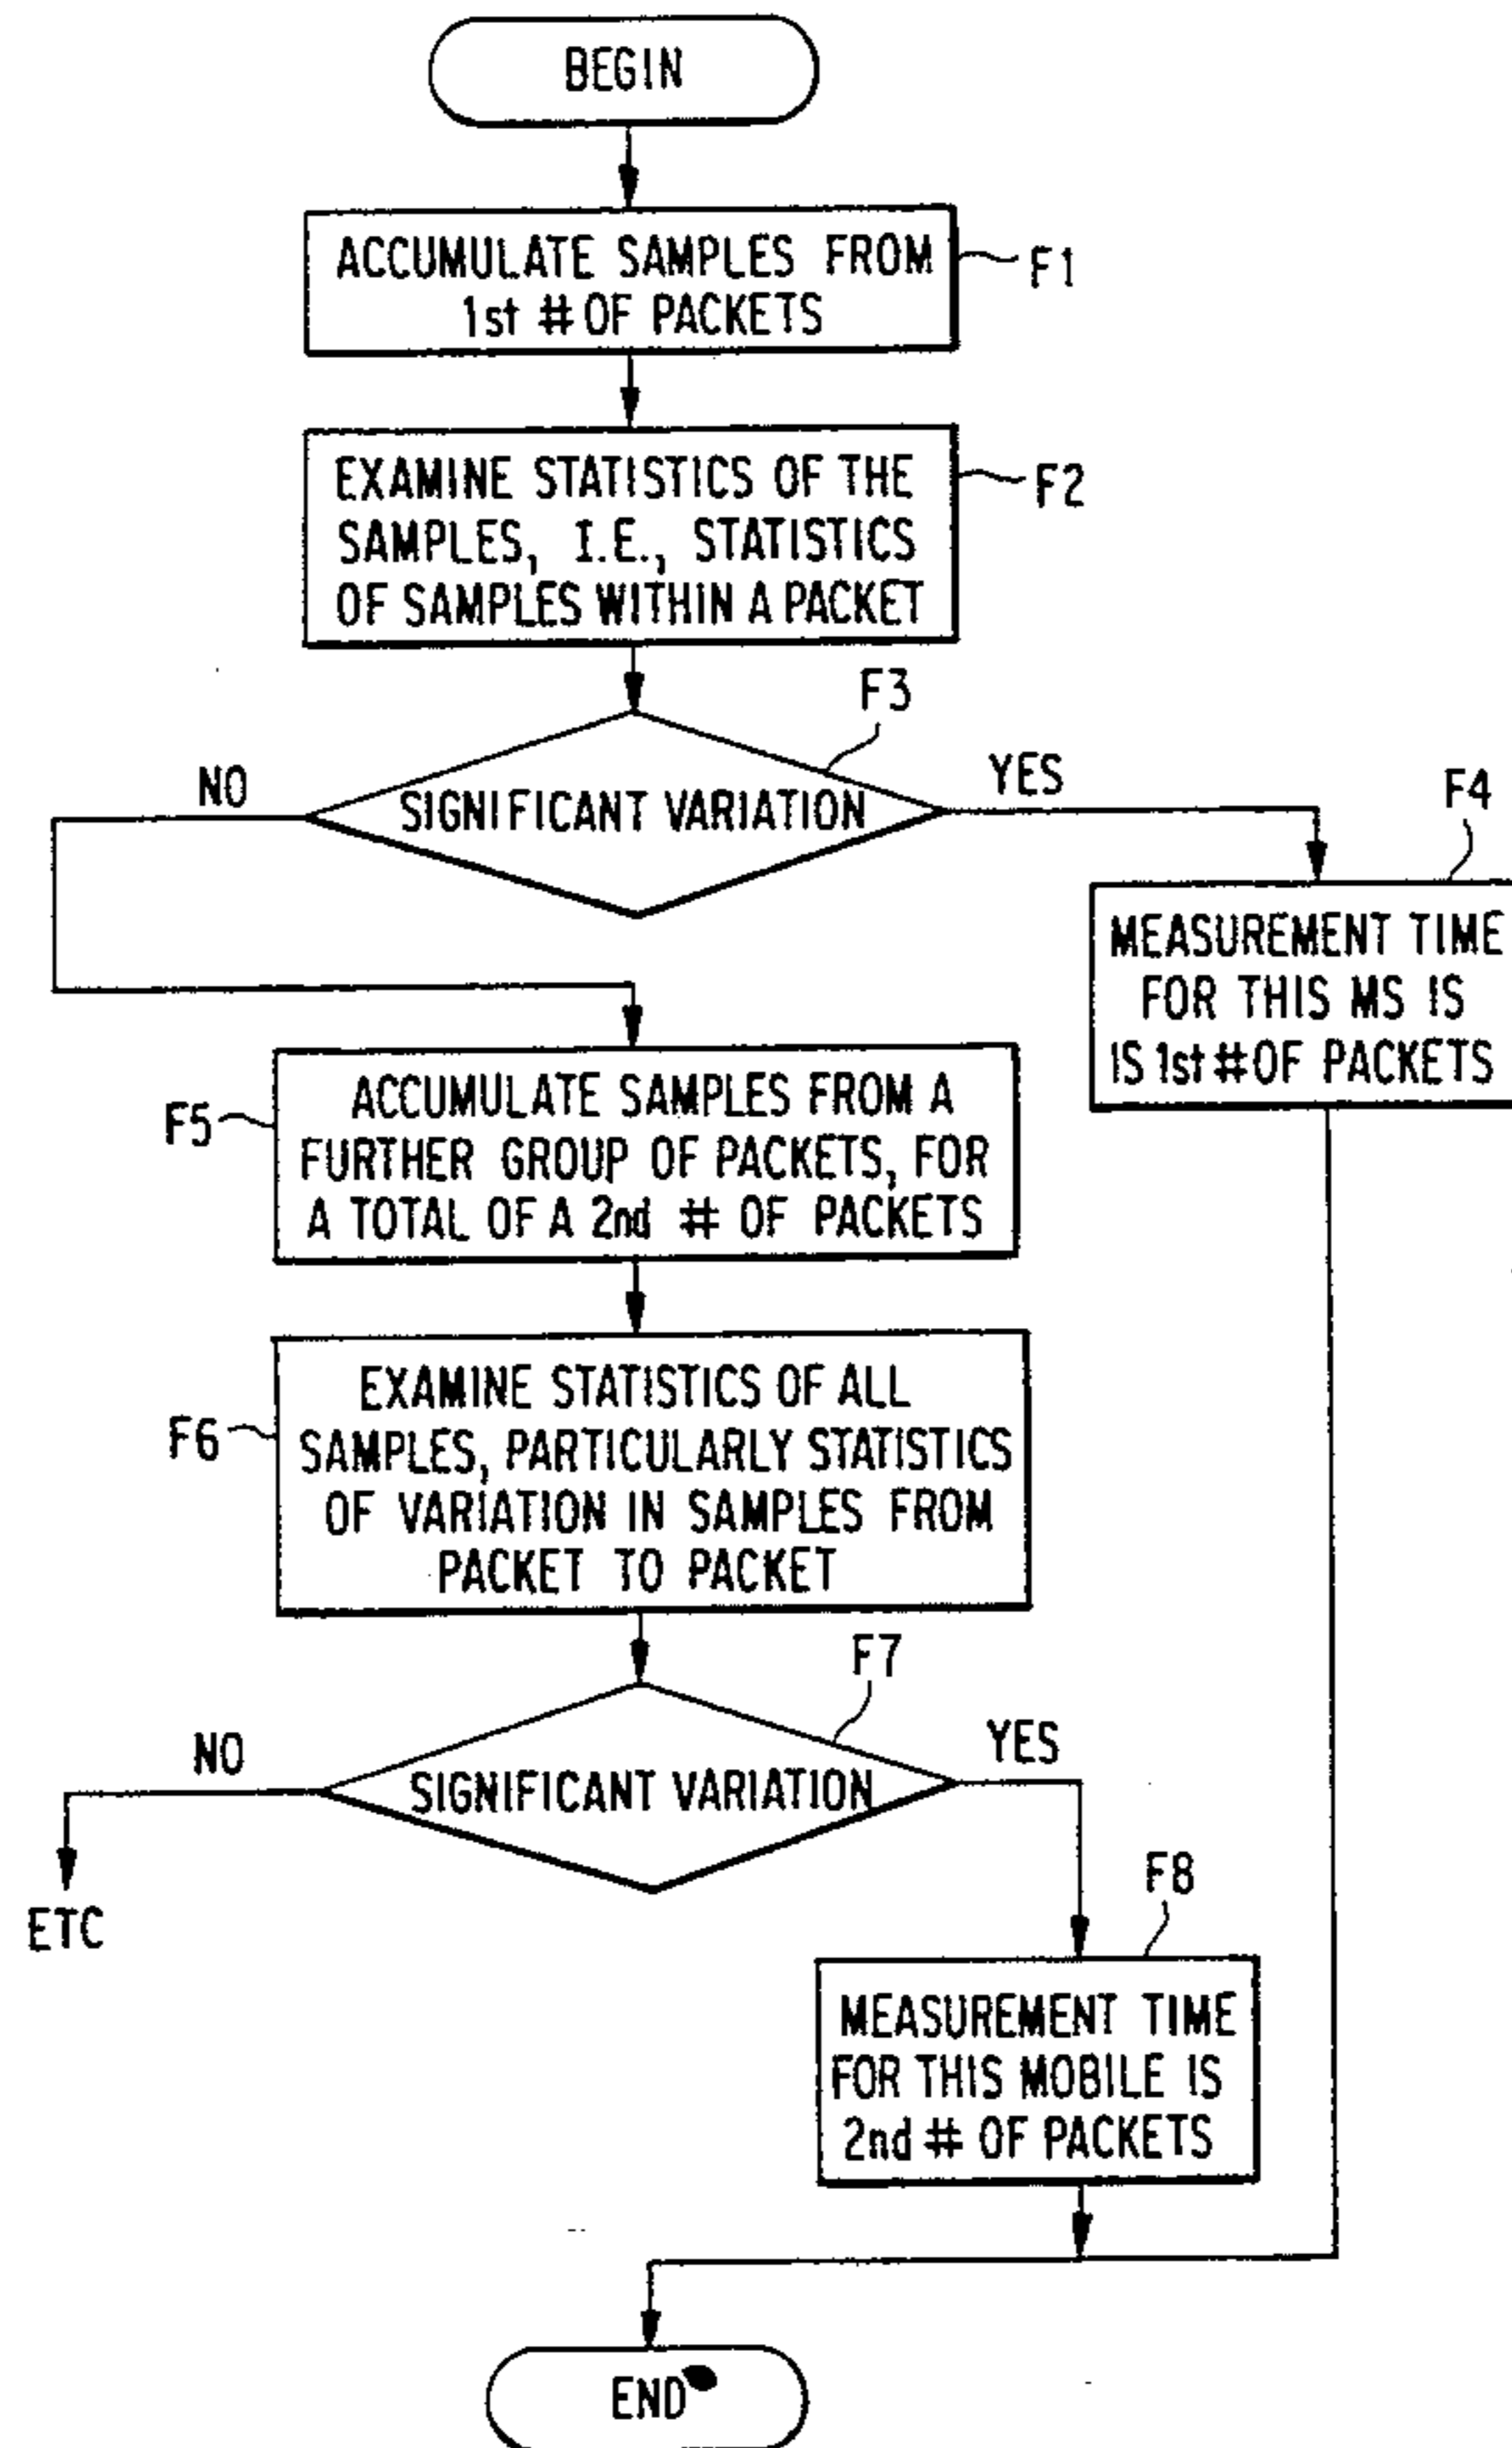 BEGIN
ACCUMULATE SAMPLES FROM
1st # OF PACKETS
F1
EXAMINE STATISTICS OF THE
SAMPLES, I.E., STATISTICS
OF SAMPLES WITHIN A PACKET
F2
F3
NO
SIGNIFICANT VARIATION
YES
F4
MEASUREMENT TIME
FOR THIS MS IS
IS 1st # OF PACKETS
F5
ACCUMULATE SAMPLES FROM A
FURTHER GROUP OF PACKETS, FOR
A TOTAL OF A 2nd # OF PACKETS
F6
EXAMINE STATISTICS OF ALL
SAMPLES, PARTICULARLY STATISTICS
OF VARIATION IN SAMPLES FROM
PACKET TO PACKET
F7
NO
SIGNIFICANT VARIATION
YES
ETC
F8
MEASUREMENT TIME
FOR THIS MOBILE IS
2nd # OF PACKETS
END